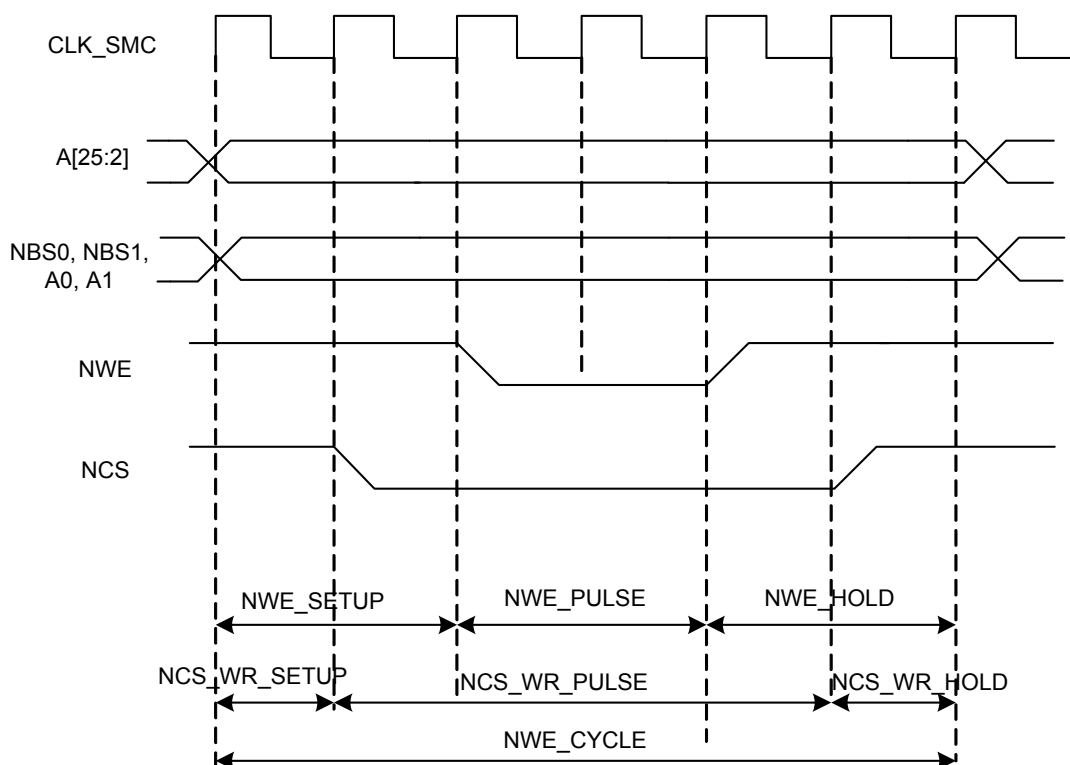 CLK_SMC
A[25:2]
NBS0, NBS1,
A0, A1
NWE
NCS
NWE_SETUP
NWE_PULSE
NWE_HOLD
NCS_WR_SETUP
NCS_WR_PULSE
NCS_WR_HOLD
NWE_CYCLE